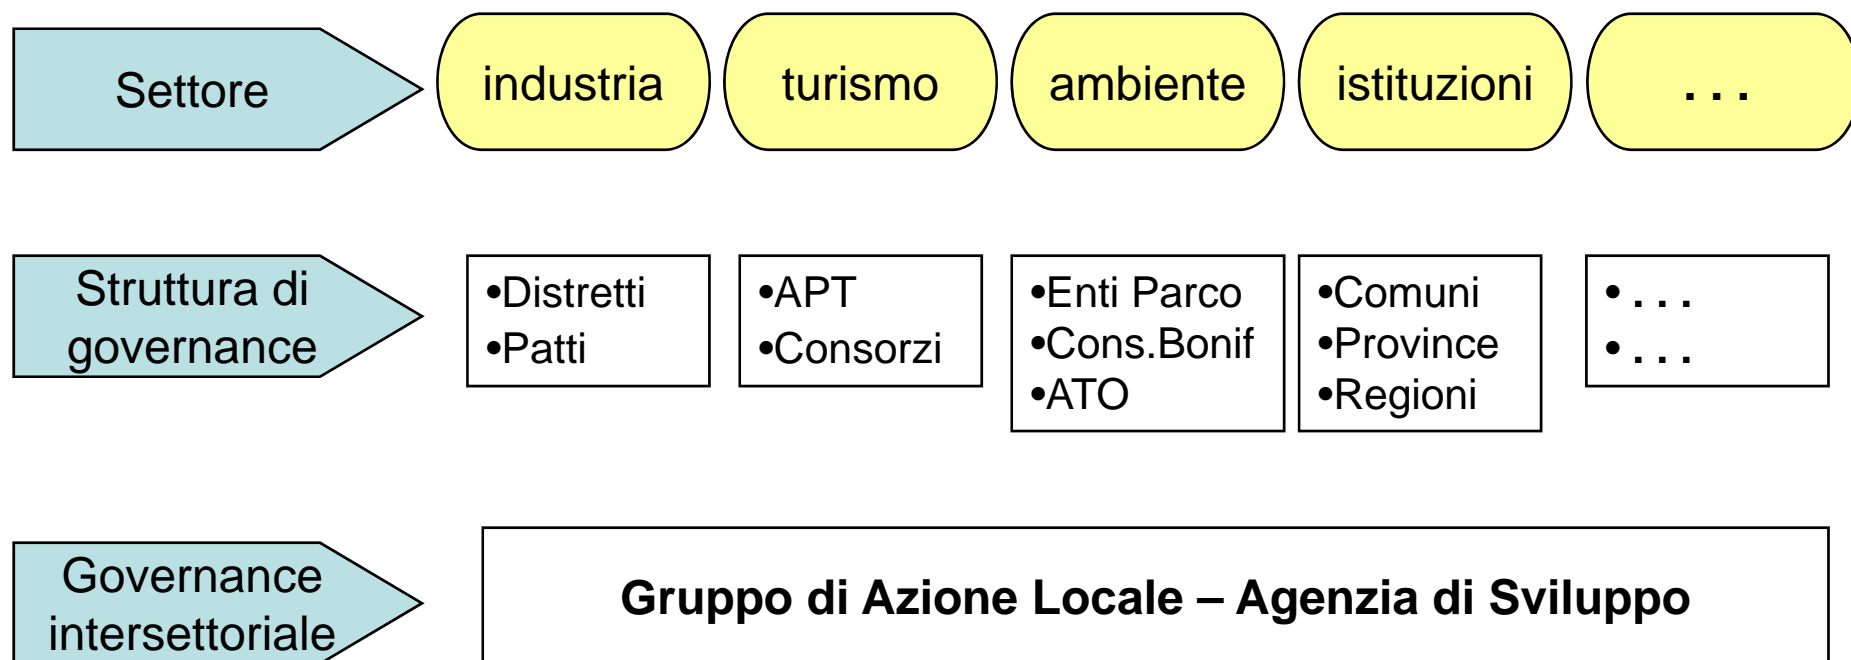 Settore
industria
turismo
ambiente
istituzioni
. . .
Struttura di
governance
•Distretti
•Patti
•APT
•Consorzi
•Enti Parco
•Cons.Bonif
•ATO
•Comuni
•Province
•Regioni
• . . .
• . . .
Governance
intersettoriale
Gruppo di Azione Locale – Agenzia di Sviluppo